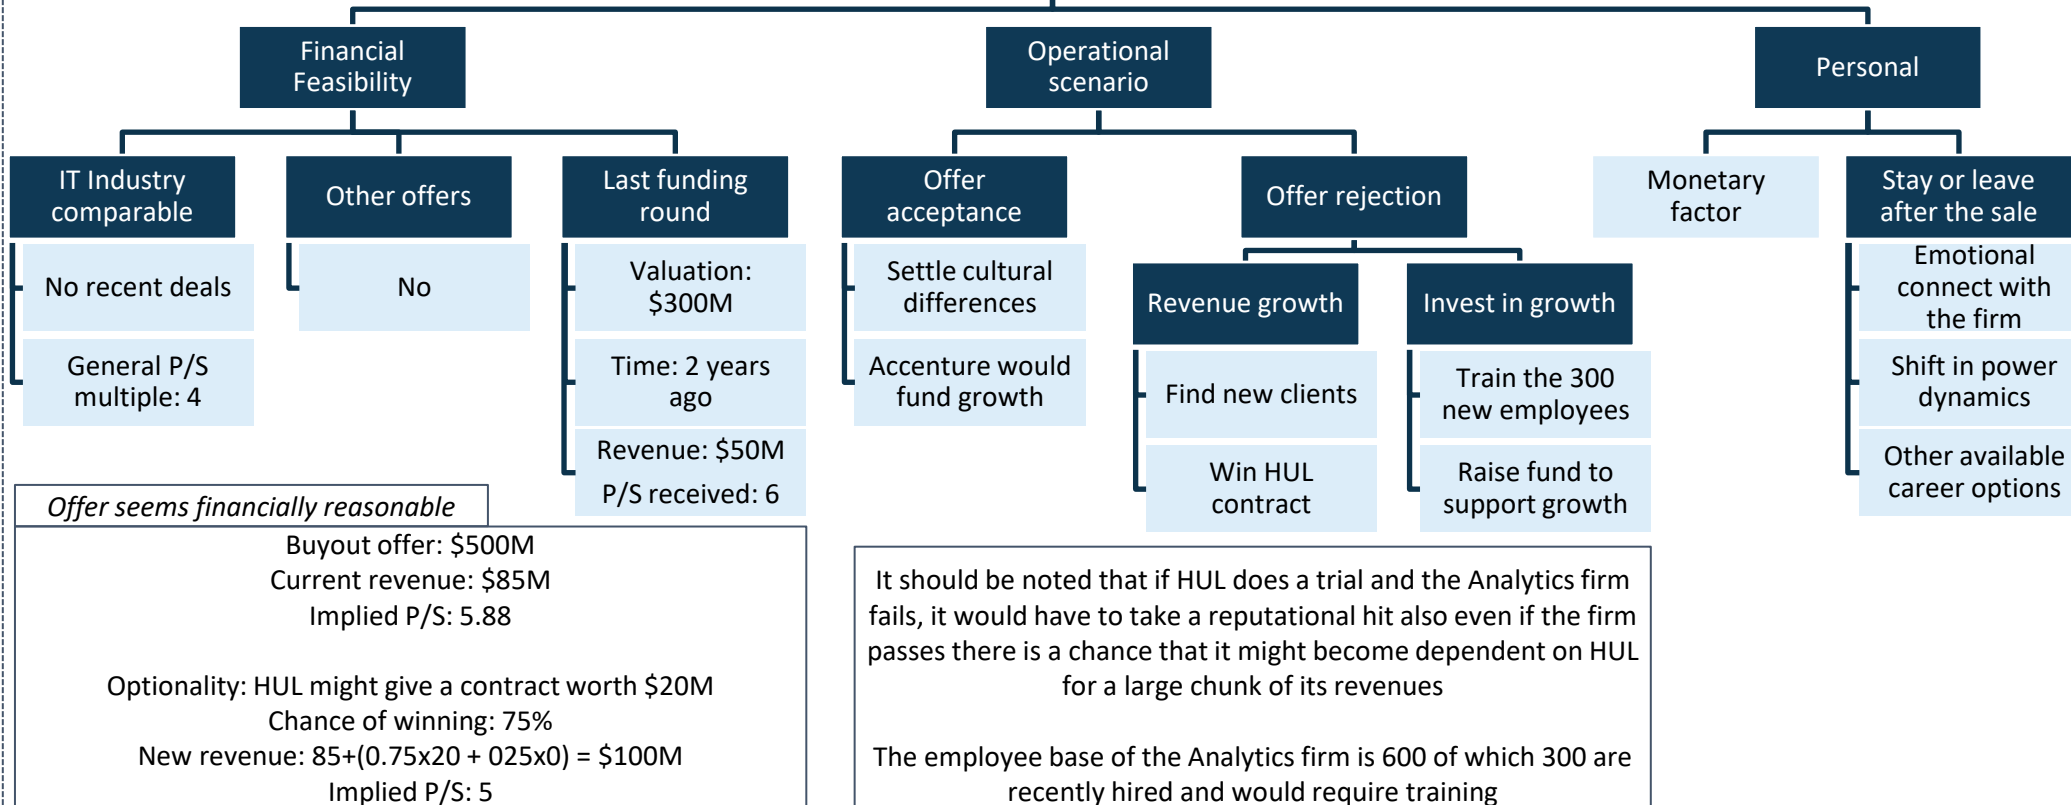 Financial
Feasibility
Operational
scenario
Personal
IT Industry
comparable
Other offers
Last funding
round
Offer
acceptance
Offer rejection
Monetary
factor
Stay or leave
after the sale
No recent deals
General P/S
multiple: 4
No
Valuation:
$300M
Time: 2 years
ago
Revenue: $50M
P/S received: 6
Settle cultural
differences
Accenture would
fund growth
Revenue growth
Find new clients
Win HUL
contract
Invest in growth
Train the 300
new employees
Raise fund to
support growth
Emotional
connect with
the firm
Shift in power
dynamics
Other available
career options
Offer seems financially reasonable
Buyout offer: $500M
Current revenue: $85M
Implied P/S: 5.88
Optionality: HUL might give a contract worth $20M
Chance of winning: 75%
New revenue: 85+(0.75x20 + 025x0) = $100M
Implied P/S: 5
It should be noted that if HUL does a trial and the Analytics firm
fails, it would have to take a reputational hit also even if the firm
passes there is a chance that it might become dependent on HUL
for a large chunk of its revenues
The employee base of the Analytics firm is 600 of which 300 are
recently hired and would require training